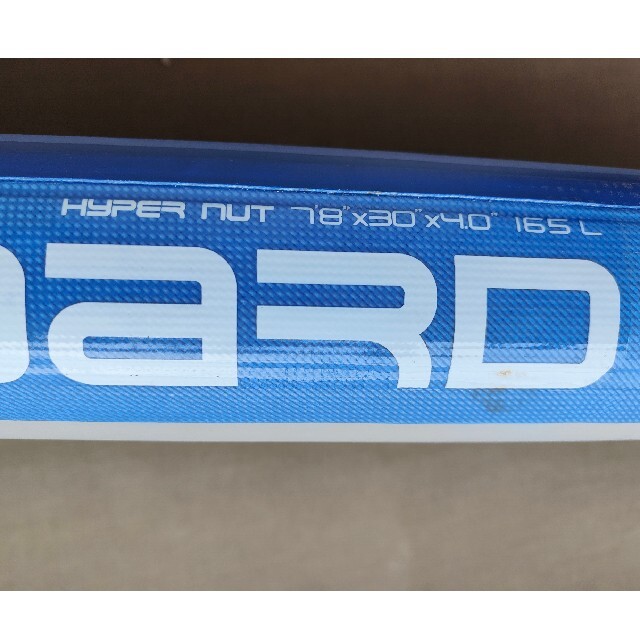 HYPER NUT 7'8"x30"x4.0" 165 L
oaRD